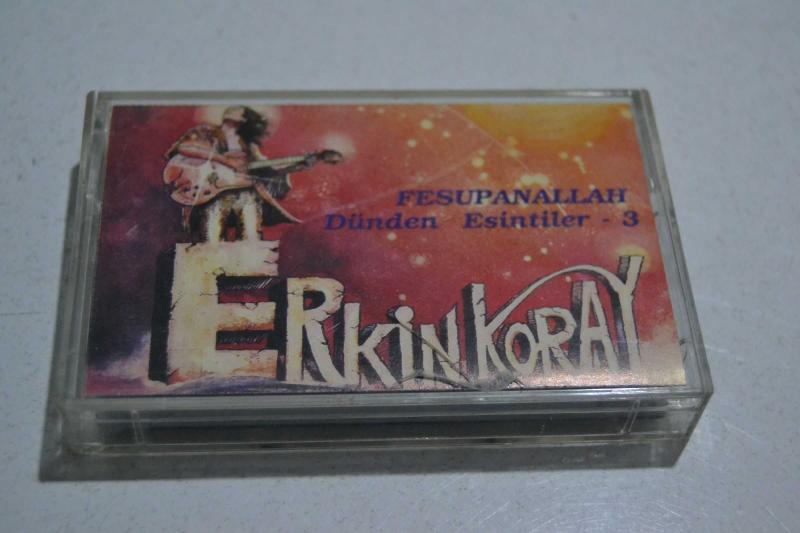 FESUPANALLAH
Dünden Esintiler - 3
ERKiN KORAY